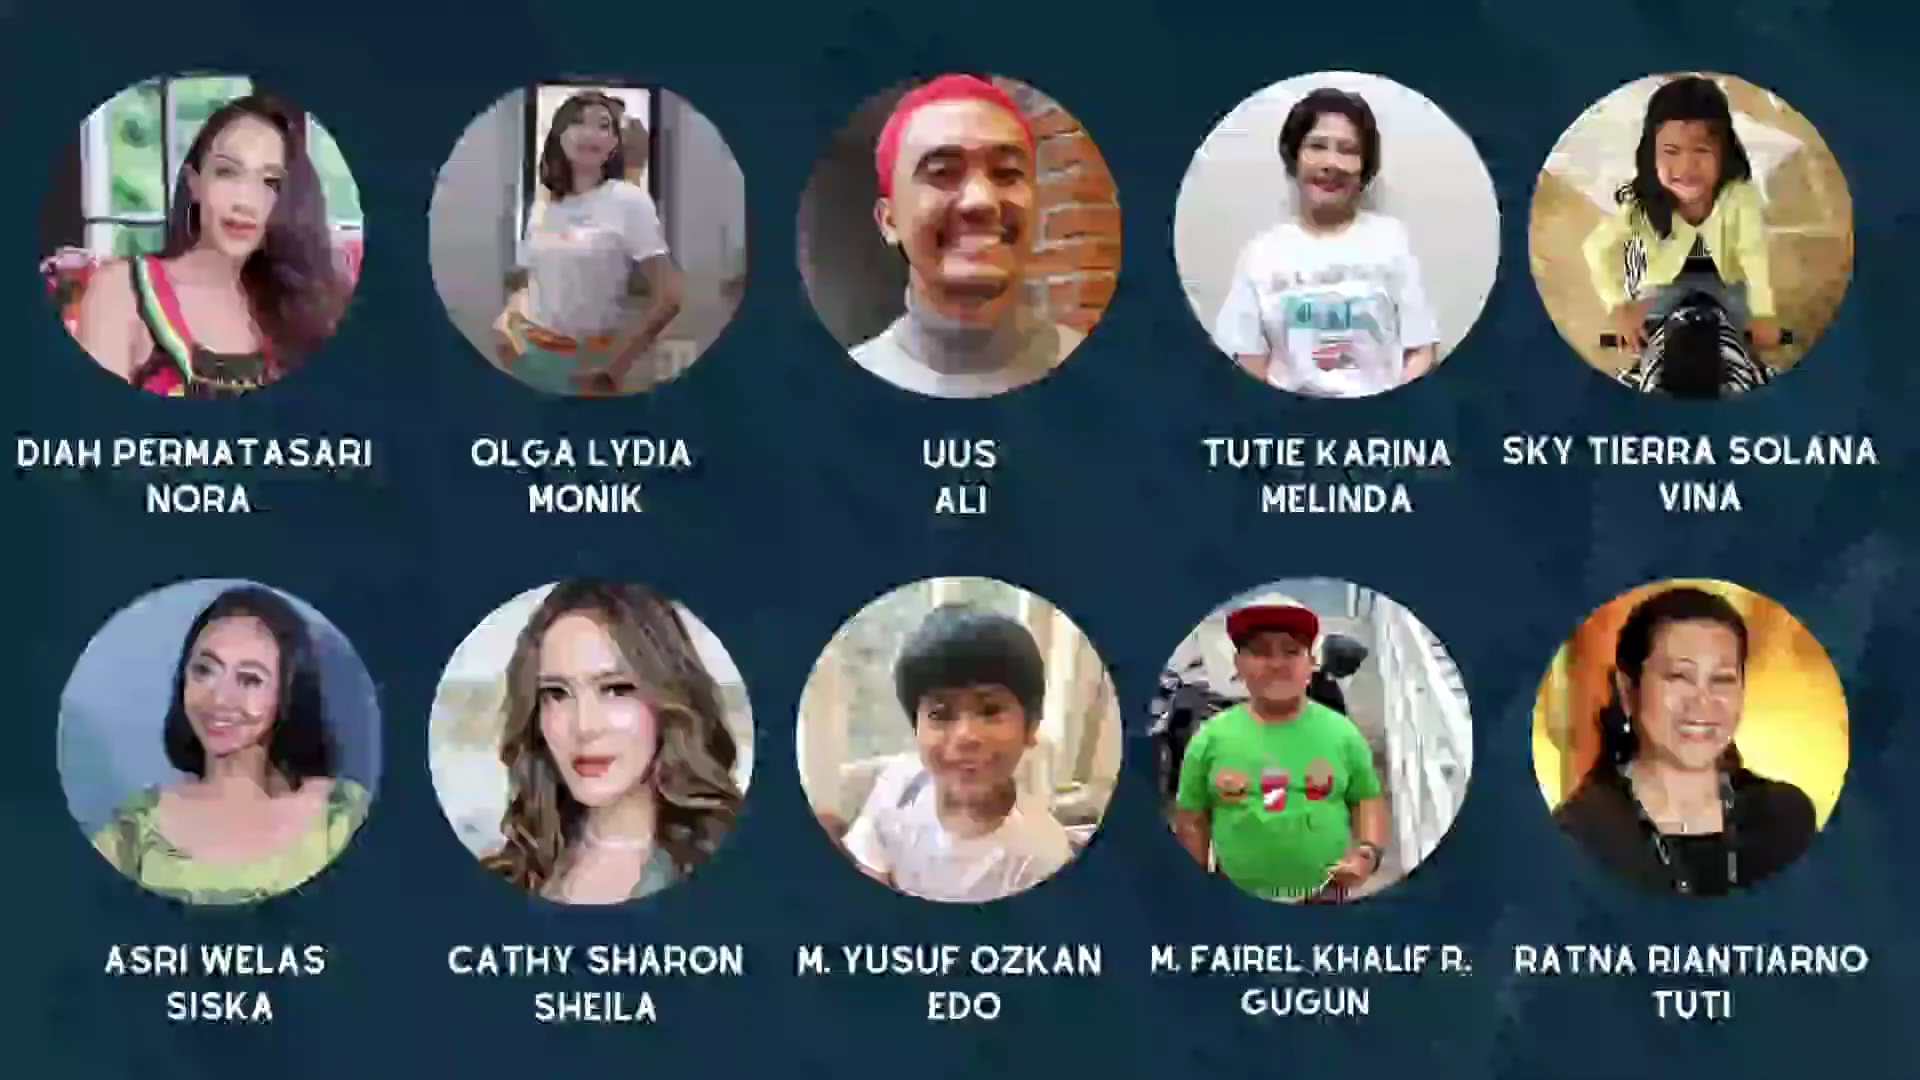 DIAH PERMATASARI
NORA
OLGA LYDIA
MONIK
UUS
ALI
TUTIE KARINA
MELINDA
SKY TIERRA SOLANA
VINA
ASRI WELAS
SISKA
CATHY SHARON
SHEILA
M. YUSUF OZKAN
EDO
M. FAIREL KHALIF R.
GUGUN
RATNA RIANTIARNO
TUTI